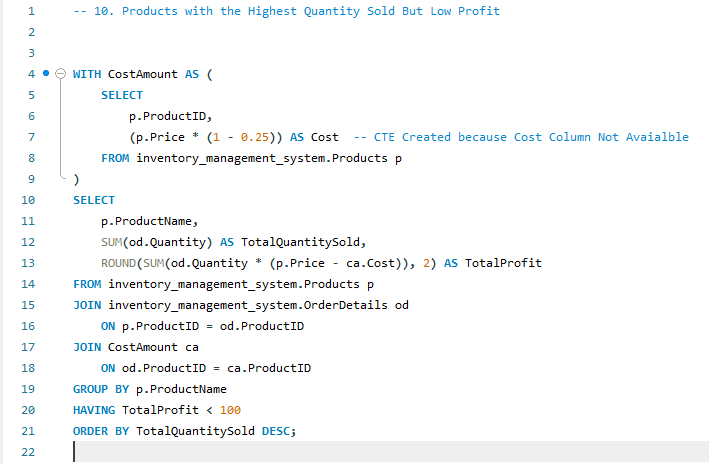 1 -- 10. Products with the Highest Quantity Sold But Low Profit
2
3
4 WITH CostAmount AS (
5 SELECT
6 p.ProductID,
7 (p.Price * (1 - 0.25)) AS Cost -- CTE Created because Cost Column Not Avaialble
8 FROM inventory_management_system.Products p
9 )
10 SELECT
11 p.ProductName,
12 SUM(od.Quantity) AS TotalQuantitySold,
13 ROUND(SUM(od.Quantity * (p.Price - ca.Cost)), 2) AS TotalProfit
14 FROM inventory_management_system.Products p
15 JOIN inventory_management_system.OrderDetails od
16 ON p.ProductID = od.ProductID
17 JOIN CostAmount ca
18 ON od.ProductID = ca.ProductID
19 GROUP BY p.ProductName
20 HAVING TotalProfit < 100
21 ORDER BY TotalQuantitySold DESC;
22